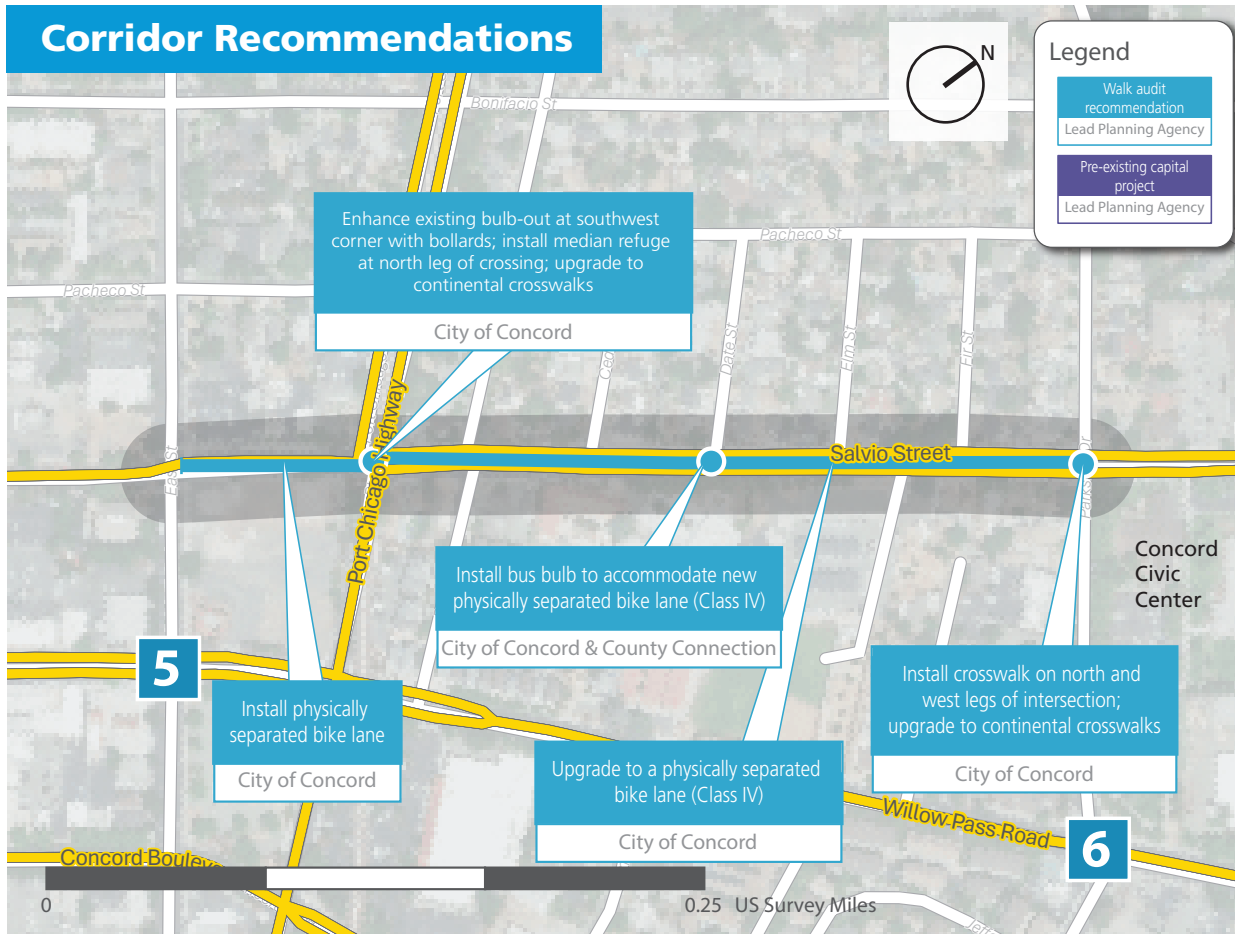 Corridor Recommendations
N
Legend
Walk audit
recommendation
Lead Planning Agency
Pre-existing capital
project
Lead Planning Agency
Bonifacio St
Enhance existing bulb-out at southwest
corner with bollards; install median refuge
at north leg of crossing; upgrade to
continental crosswalks
City of Concord
Pacheco St
Pacheco St
Date St
Elm St
Fir St
East St
Port Chicago Highway
Salvio Street
Concord
Civic
Center
Install bus bulb to accommodate new
physically separated bike lane (Class IV)
City of Concord & County Connection
5
Install physically
separated bike lane
City of Concord
Install crosswalk on north and
west legs of intersection;
upgrade to continental crosswalks
City of Concord
Upgrade to a physically separated
bike lane (Class IV)
City of Concord
Willow Pass Road
6
Concord Boulev
0
0.25 US Survey Miles